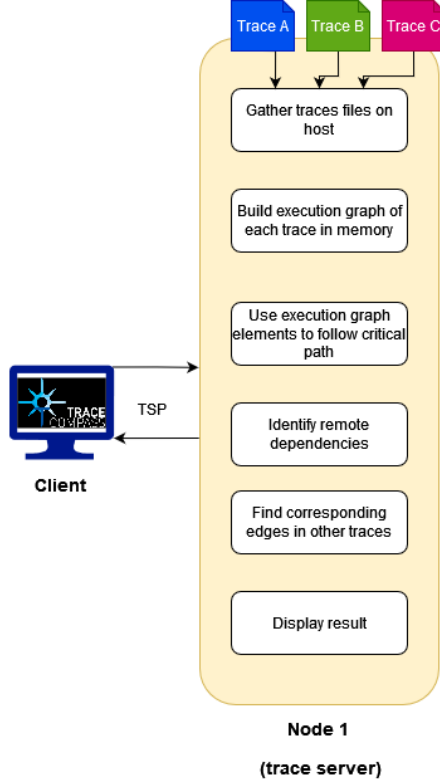 Trace A
Trace B
Trace C
Gather traces files on
host
Build execution graph of
each trace in memory
Use execution graph
elements to follow critical
path
TRACE
COMPASS
TSP
Identify remote
dependencies
Client
Find corresponding
edges in other traces
Display result
Node 1
(trace server)